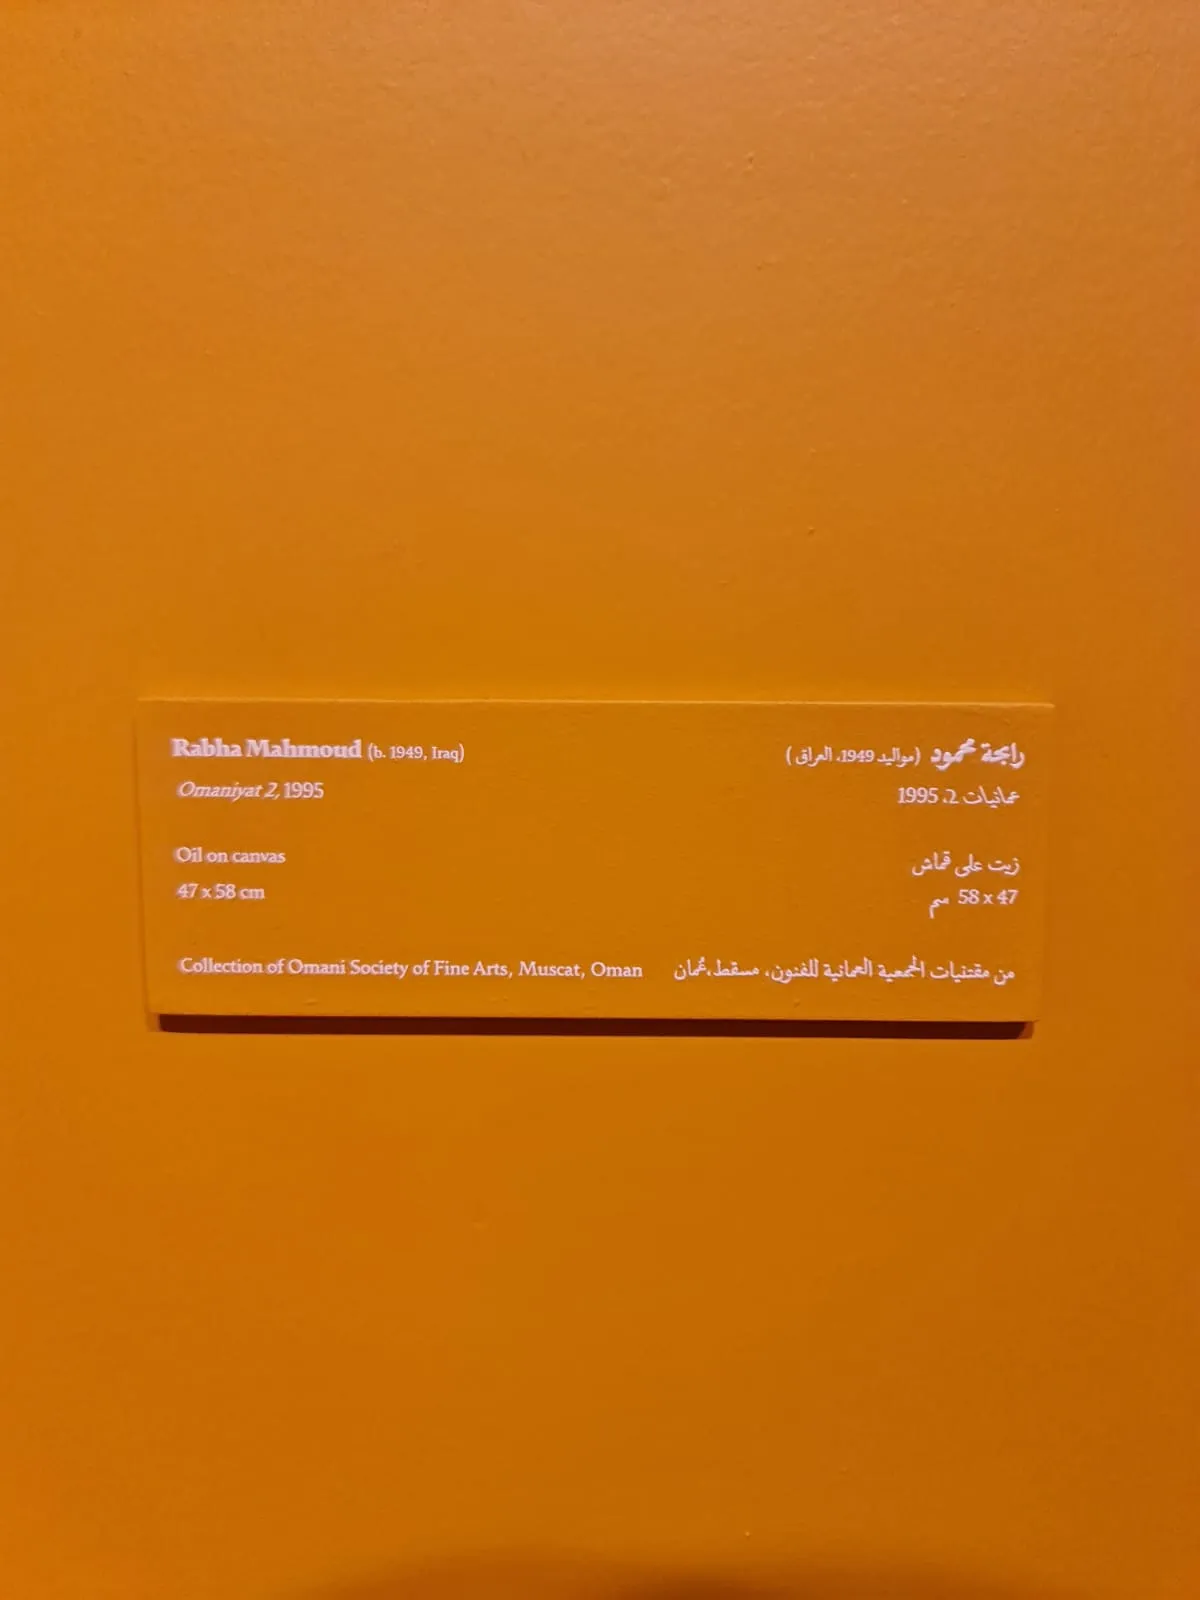 Rabha Mahmoud (b. 1949, Iraq)
Omaniyat 2, 1995
Oil on canvas
47 x 58 cm
Collection of Omani Society of Fine Arts, Muscat, Oman
رابحة محمود (مواليد 1949، العراق )
عمانيات 2، 1995
زيت على قماش
47 x 58 سم
من مقتنيات الجمعية العمانية للفنون، مسقط،عُمان